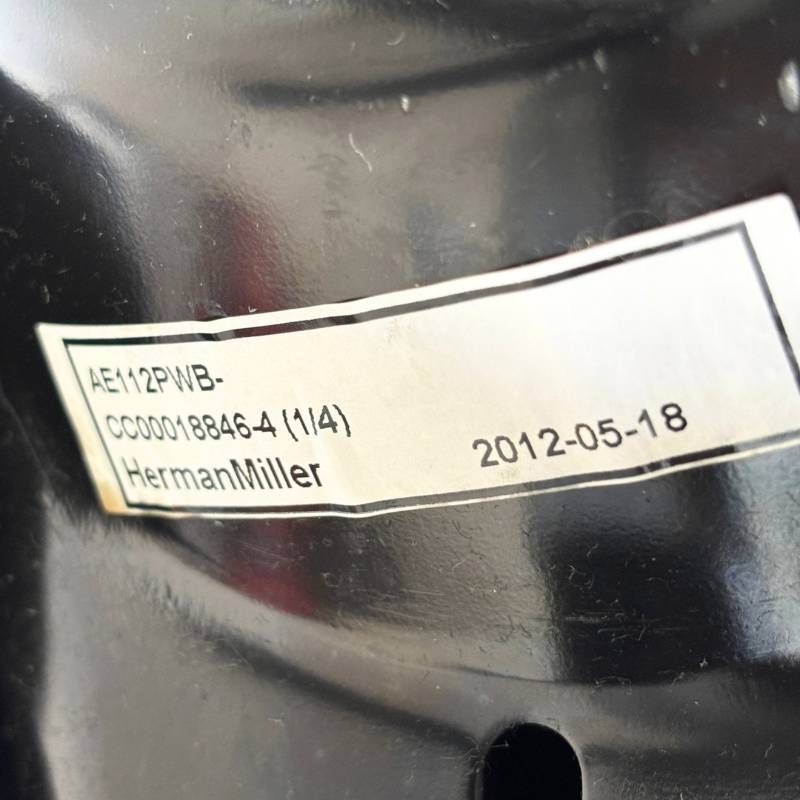 AE112PWB-
CC00018846-4 (1/4)
HermanMiller
2012-05-18